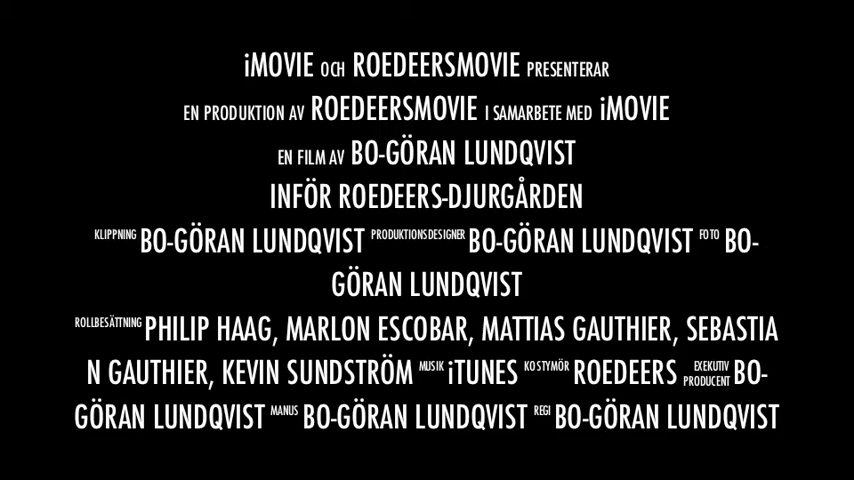 iMOVIE OCH ROEDEERSMOVIE PRESENTERAR
EN PRODUKTION AV ROEDEERSMOVIE I SAMARBETE MED iMOVIE
EN FILM AV BO-GÖRAN LUNDQVIST
INFÖR ROEDEERS-DJURGÅRDEN
KLIPPNING BO-GÖRAN LUNDQVIST PRODUKTIONSDESIGNER BO-GÖRAN LUNDQVIST FOTO BO-
GÖRAN LUNDQVIST
ROLLBESÄTTNING PHILIP HAAG, MARLON ESCOBAR, MATTIAS GAUTHIER, SEBASTIA
N GAUTHIER, KEVIN SUNDSTRÖM MUSIK iTUNES KOSTYMÖR ROEDEERS EXEKUTIV PRODUCENT BO-
GÖRAN LUNDQVIST MANUS BO-GÖRAN LUNDQVIST REGI BO-GÖRAN LUNDQVIST